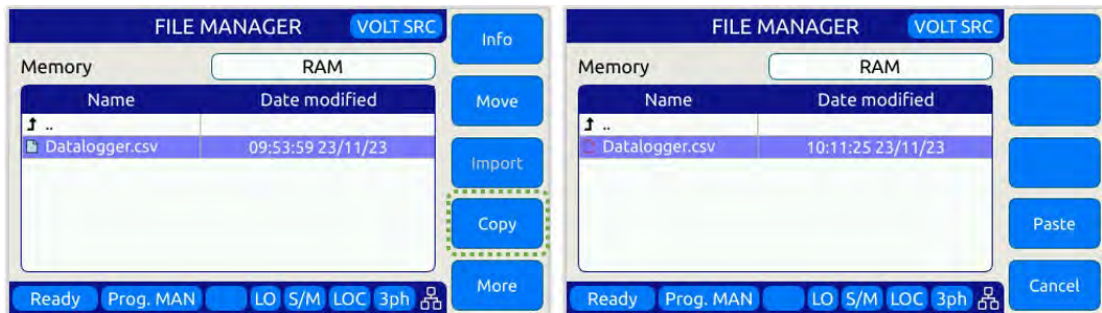 FILE MANAGER VOLT SRC
Info
Memory RAM
Name Date modified
Move
..
Datalogger.csv 09:53:59 23/11/23
Import
Copy
More
Ready Prog. MAN LO S/M LOC 3ph
FILE MANAGER VOLT SRC
Memory RAM
Name Date modified
..
Datalogger.csv 10:11:25 23/11/23
Paste
Cancel
Ready Prog. MAN LO S/M LOC 3ph